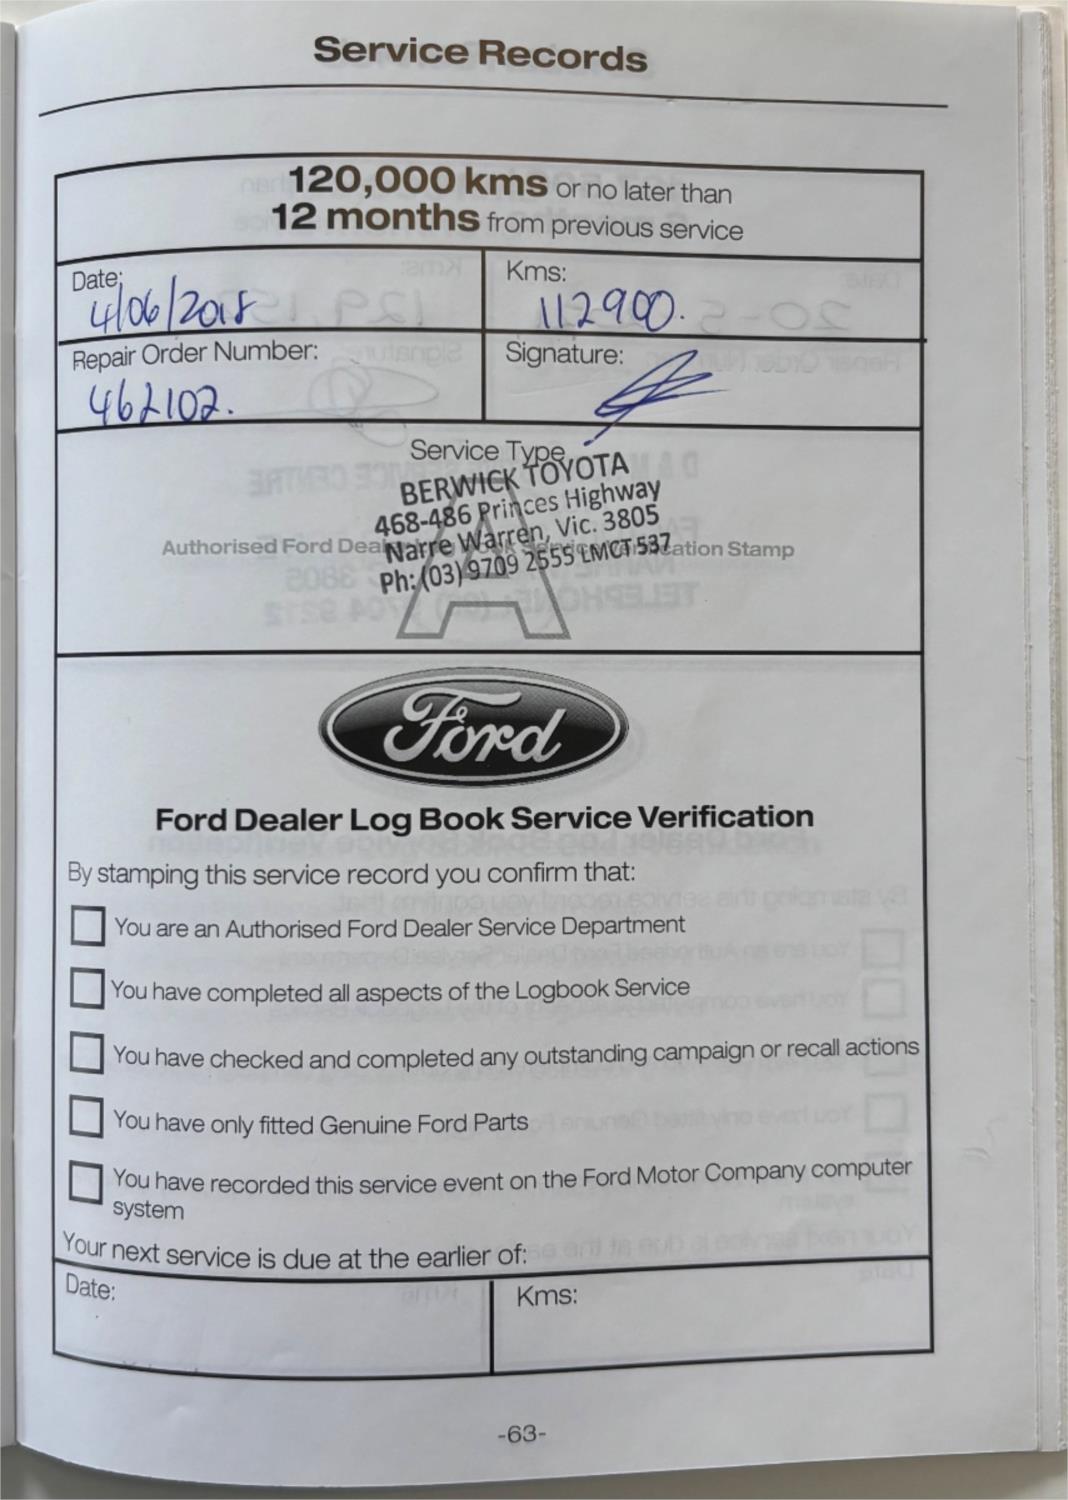 Service Records
120,000 kms or no later than
12 months from previous service
Date:
4/06/2018
Kms:
112900.
Repair Order Number:
462102.
Signature:
Service Type
BERWICK TOYOTA
468-486 Princes Highway
Narre Warren, Vic. 3805
Ph: (03) 9709 2555 LMCT 537
Authorised Ford Dealer Log Book Service Verification Stamp
A
Ford
Ford Dealer Log Book Service Verification
By stamping this service record you confirm that:
You are an Authorised Ford Dealer Service Department
You have completed all aspects of the Logbook Service
You have checked and completed any outstanding campaign or recall actions
You have only fitted Genuine Ford Parts
You have recorded this service event on the Ford Motor Company computer
system
Your next service is due at the earlier of:
Date:
Kms:
-63-